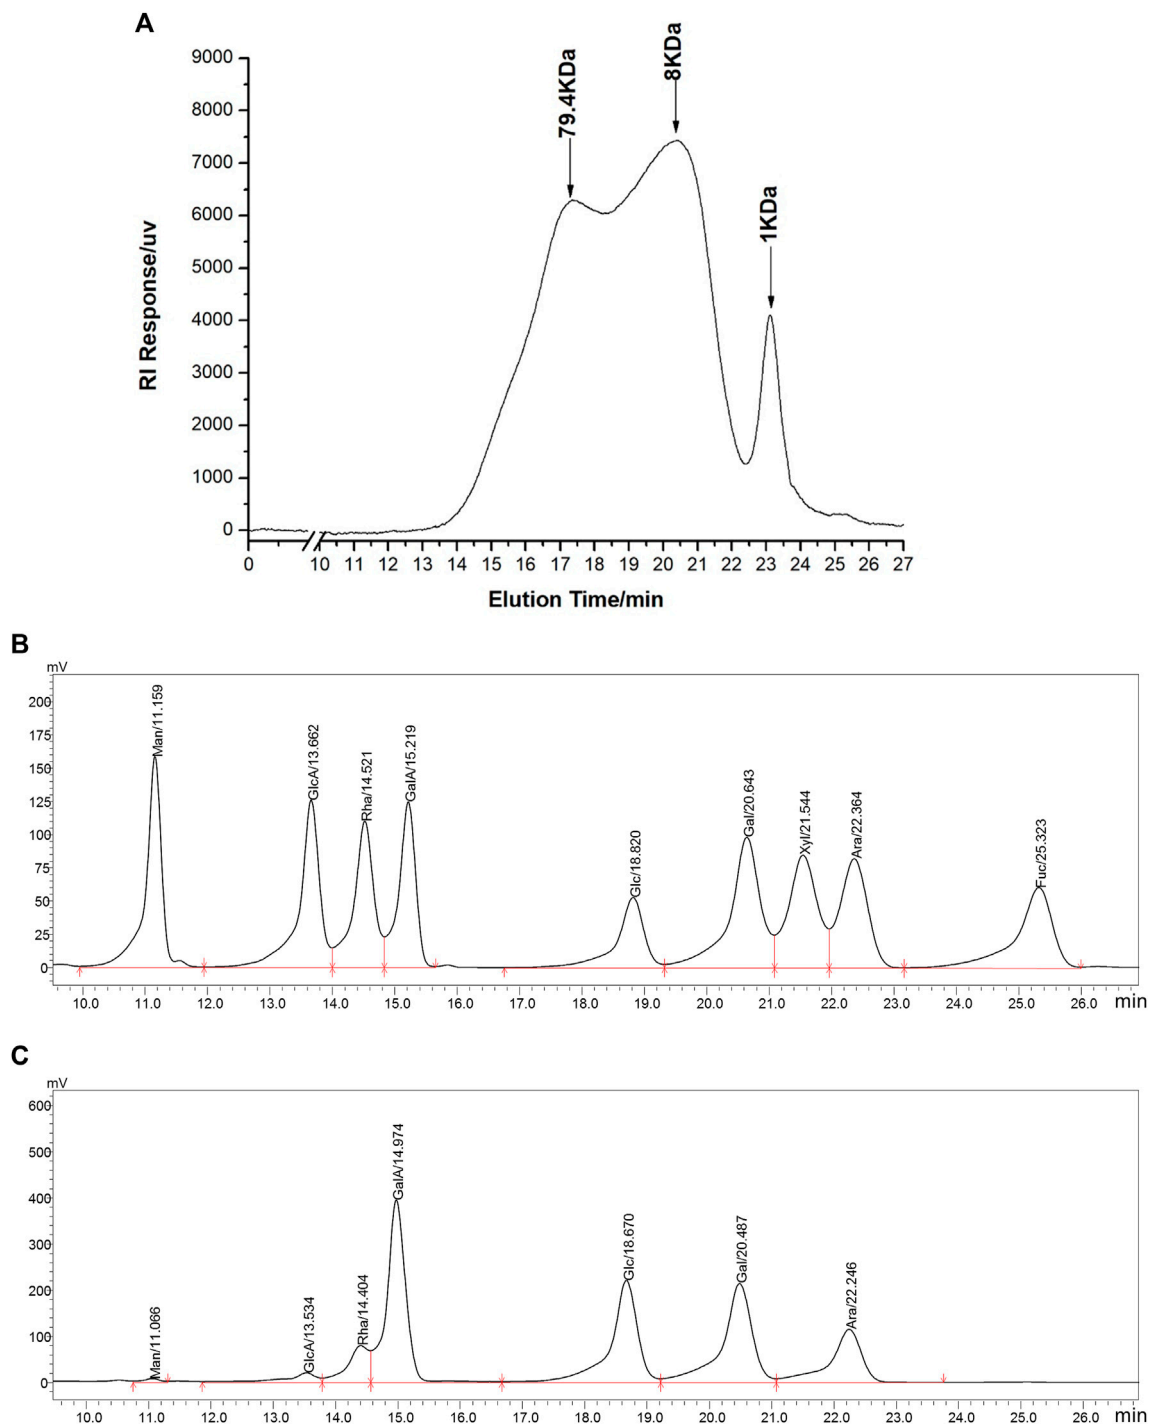 A
9000
8000
7000
6000
5000
4000
3000
2000
1000
0
RI Response/uv
79.4KDa
8KDa
1KDa
0 10 11 12 13 14 15 16 17 18 19 20 21 22 23 24 25 26 27
Elution Time/min
B
mV
200
175
150
125
100
75
50
25
0
Man/11.159
GlcA/13.662
Rha/14.521
GalA/15.219
Glc/18.820
Gal/20.643
Xyl/21.544
Ara/22.364
Fuc/25.323
10.0 11.0 12.0 13.0 14.0 15.0 16.0 17.0 18.0 19.0 20.0 21.0 22.0 23.0 24.0 25.0 26.0 min
C
mV
600
500
400
300
200
100
0
Man/11.066
GlcA/13.534
Rha/14.404
GalA/14.974
Glc/18.670
Gal/20.487
Ara/22.246
10.0 11.0 12.0 13.0 14.0 15.0 16.0 17.0 18.0 19.0 20.0 21.0 22.0 23.0 24.0 25.0 26.0 min